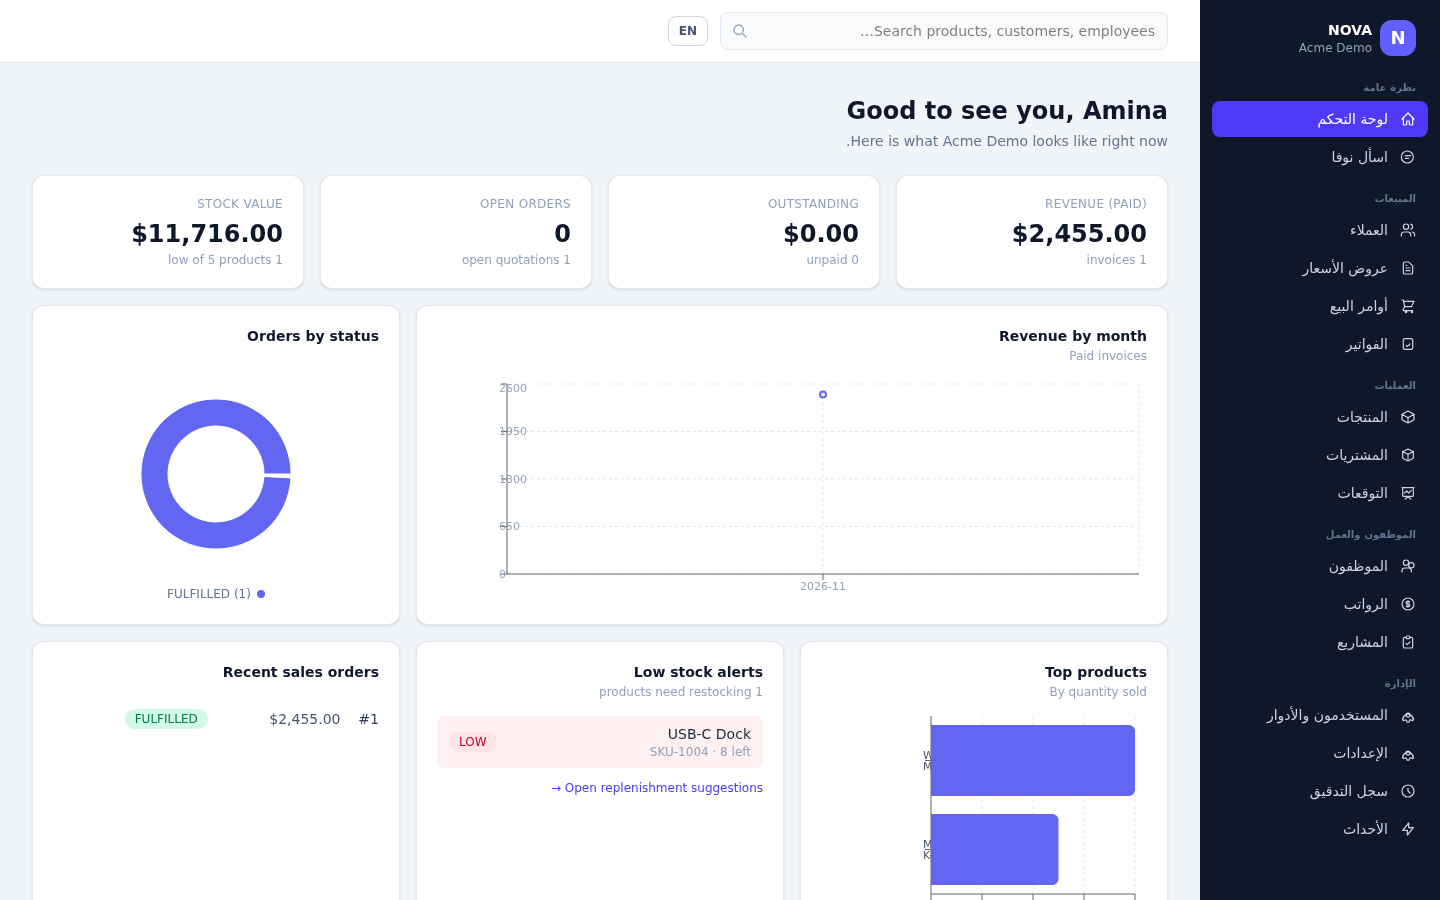 NOVA
Acme Demo
N
نظرة عامة
لوحة التحكم
اسأل نوفا
المبيعات
العملاء
عروض الأسعار
أوامر البيع
الفواتير
العمليات
المنتجات
المشتريات
التوقعات
الموظفون والعمل
الموظفون
الرواتب
المشاريع
الإدارة
المستخدمون والأدوار
الإعدادات
سجل التدقيق
الأحداث
EN
...Search products, customers, employees
Good to see you, Amina
.Here is what Acme Demo looks like right now
REVENUE (PAID)
$2,455.00
invoices 1
OUTSTANDING
$0.00
unpaid 0
OPEN ORDERS
0
open quotations 1
STOCK VALUE
$11,716.00
low of 5 products 1
Revenue by month
Paid invoices
2600
1950
1300
650
0
2026-11
Orders by status
FULFILLED (1)
Top products
By quantity sold
Low stock alerts
products need restocking 1
USB-C Dock
SKU-1004 · 8 left
LOW
→ Open replenishment suggestions
Recent sales orders
#1
$2,455.00
FULFILLED